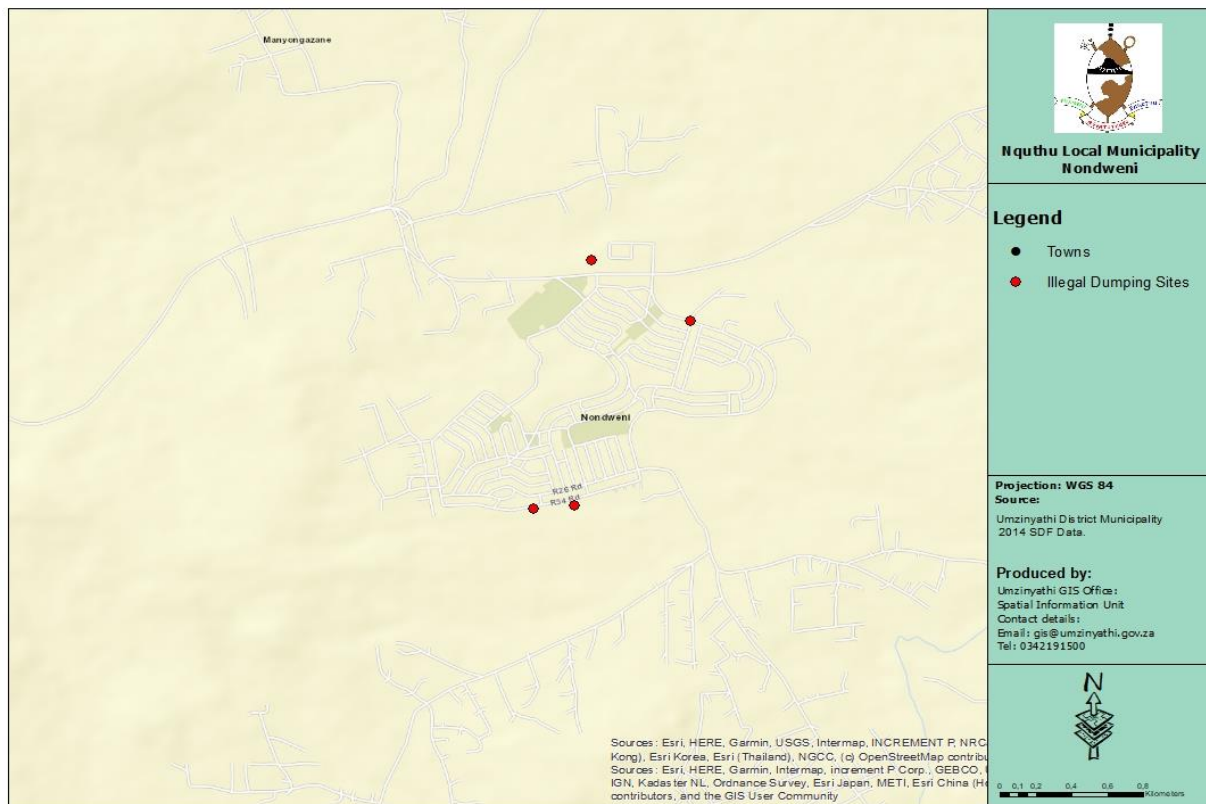 Manyongazane
Nondweni
R26 Rd
R34 Rd
Sources: Esri, HERE, Garmin, USGS, Intermap, INCREMENT P, NRC
Kong), Esri Korea, Esri (Thailand), NGCC, (c) OpenStreetMap contribu
Sources: Esri, HERE, Garmin, Intermap, increment P Corp., GEBCO,
IGN, Kadaster NL, Ordnance Survey, Esri Japan, METI, Esri China (H
contributors, and the GIS User Community
Nquthu Local Municipality
Nondweni
Legend
Towns
Illegal Dumping Sites
Projection: WGS 84
Source:
Umzinyathi District Municipality
2014 SDF Data.
Produced by:
Umzinyathi GIS Office:
Spatial Information Unit
Contact details:
Email: gis@umzinyathi.gov.za
Tel: 0342191500
N
0 0,1 0,2 0,4 0,6 0,8
Kilometers